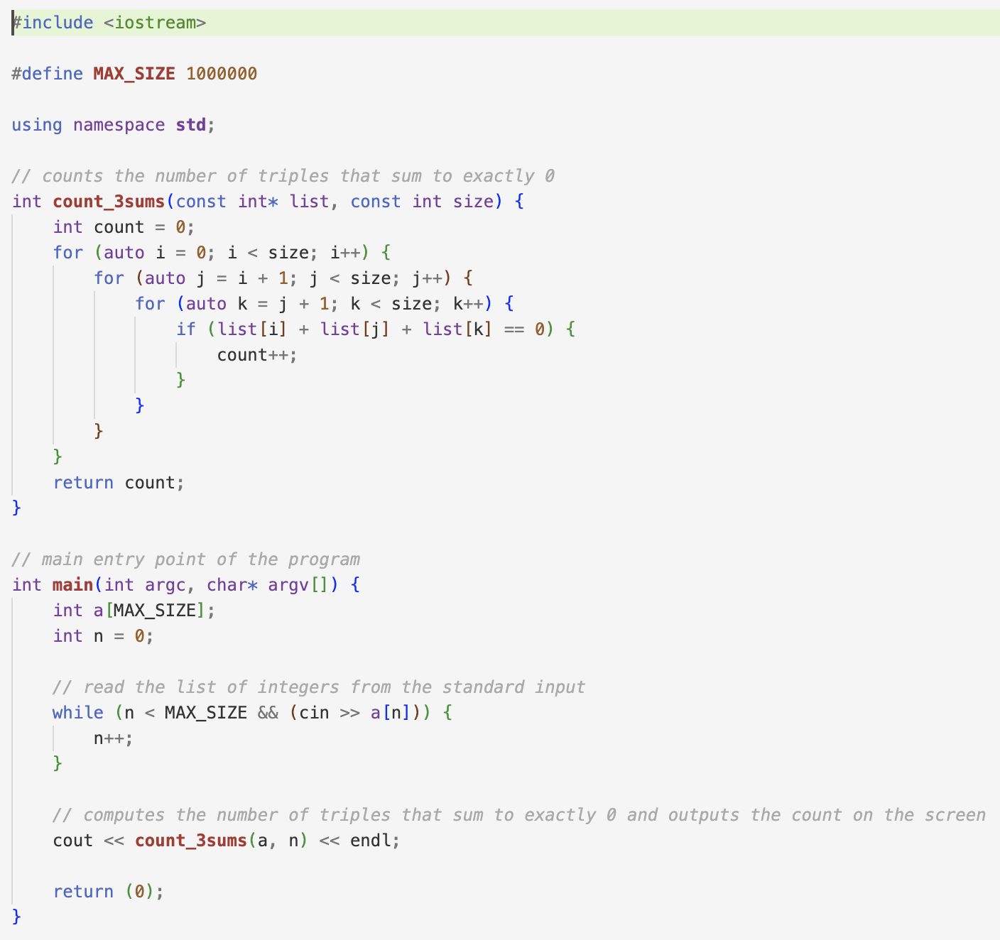 #include <iostream>
#define MAX_SIZE 1000000
using namespace std;
// counts the number of triples that sum to exactly 0
int count_3sums(const int* list, const int size) {
    int count = 0;
    for (auto i = 0; i < size; i++) {
        for (auto j = i + 1; j < size; j++) {
            for (auto k = j + 1; k < size; k++) {
                if (list[i] + list[j] + list[k] == 0) {
                    count++;
                }
            }
        }
    }
    return count;
}
// main entry point of the program
int main(int argc, char* argv[]) {
    int a[MAX_SIZE];
    int n = 0;
    // read the list of integers from the standard input
    while (n < MAX_SIZE && (cin >> a[n])) {
        n++;
    }
    // computes the number of triples that sum to exactly 0 and outputs the count on the screen
    cout << count_3sums(a, n) << endl;
    return (0);
}